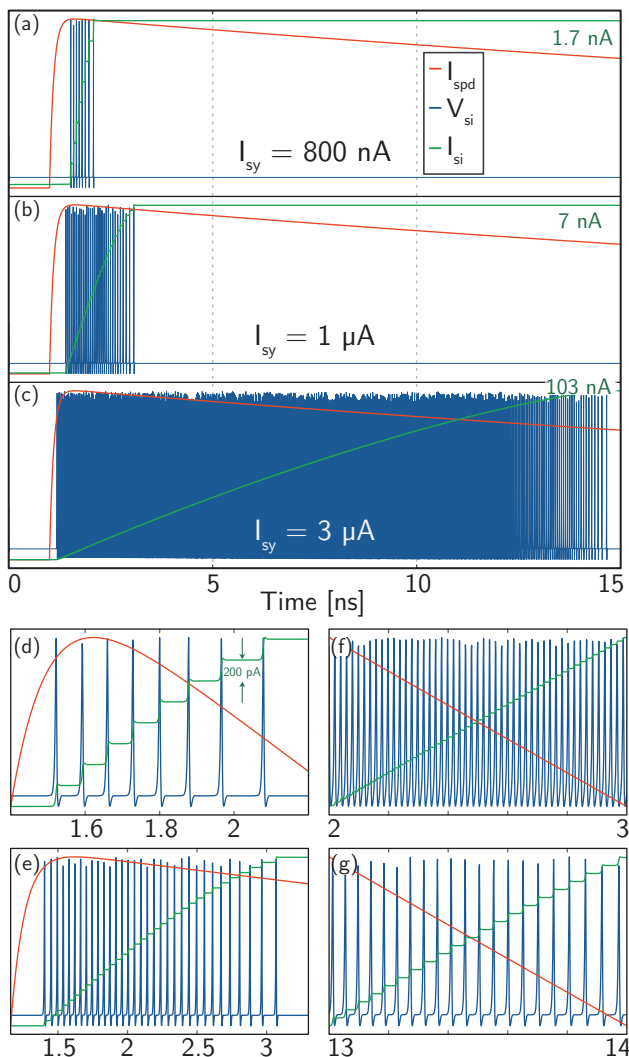 (a)
1.7 nA
I_spd
V_si
I_si
I_sy = 800 nA
(b)
7 nA
I_sy = 1 μA
(c)
103 nA
I_sy = 3 μA
0 5 10 15
Time [ns]
(d)
200 pA
1.6 1.8 2
(f)
2 3
(e)
1.5 2 2.5 3
(g)
13 14